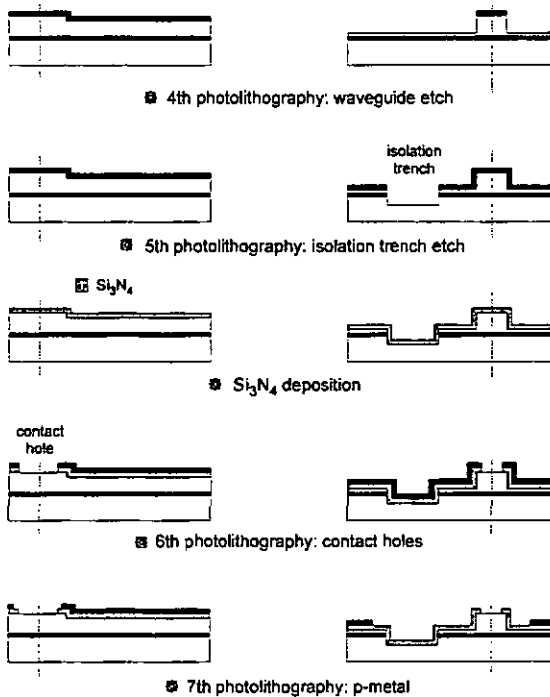 4th photolithography: waveguide etch
isolation
trench
5th photolithography: isolation trench etch
Si₃N₄
Si₃N₄ deposition
contact
hole
6th photolithography: contact holes
7th photolithography: p-metal